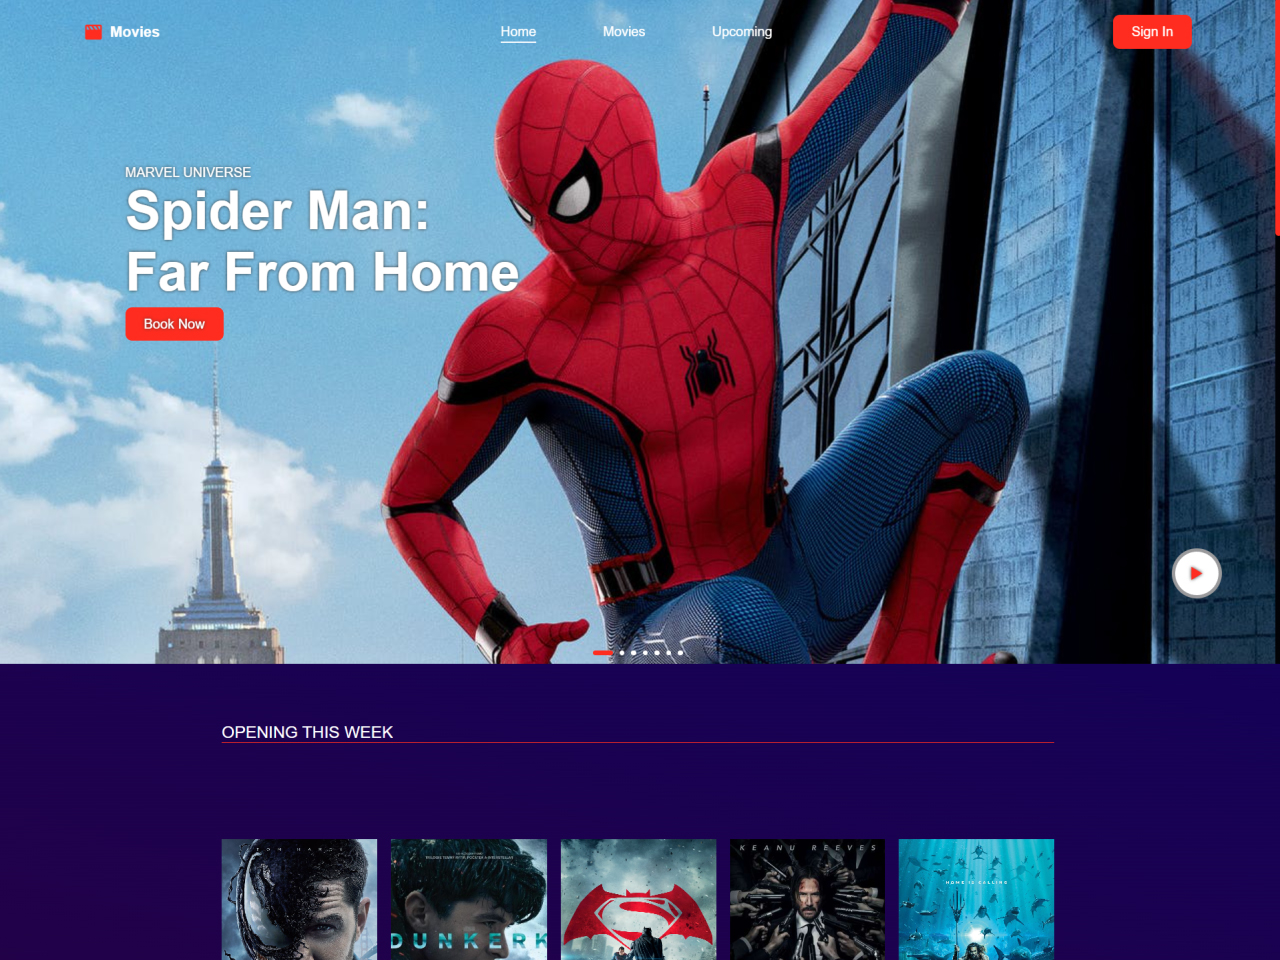 Movies
Home
Movies
Upcoming
Sign In
MARVEL UNIVERSE
Spider Man:
Far From Home
Book Now
OPENING THIS WEEK
TOM HARDY
DUNKERK
KEANU REEVES
HOME IS CALLING